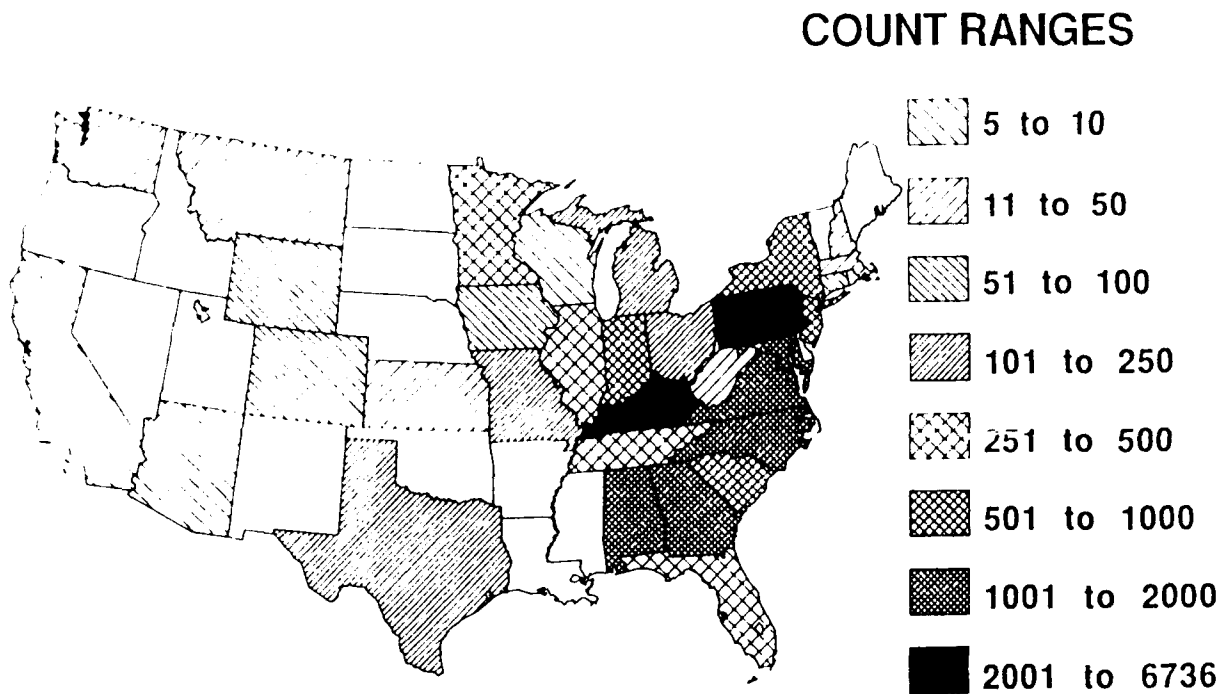 COUNT RANGES
5 to 10
11 to 50
51 to 100
101 to 250
251 to 500
501 to 1000
1001 to 2000
2001 to 6736